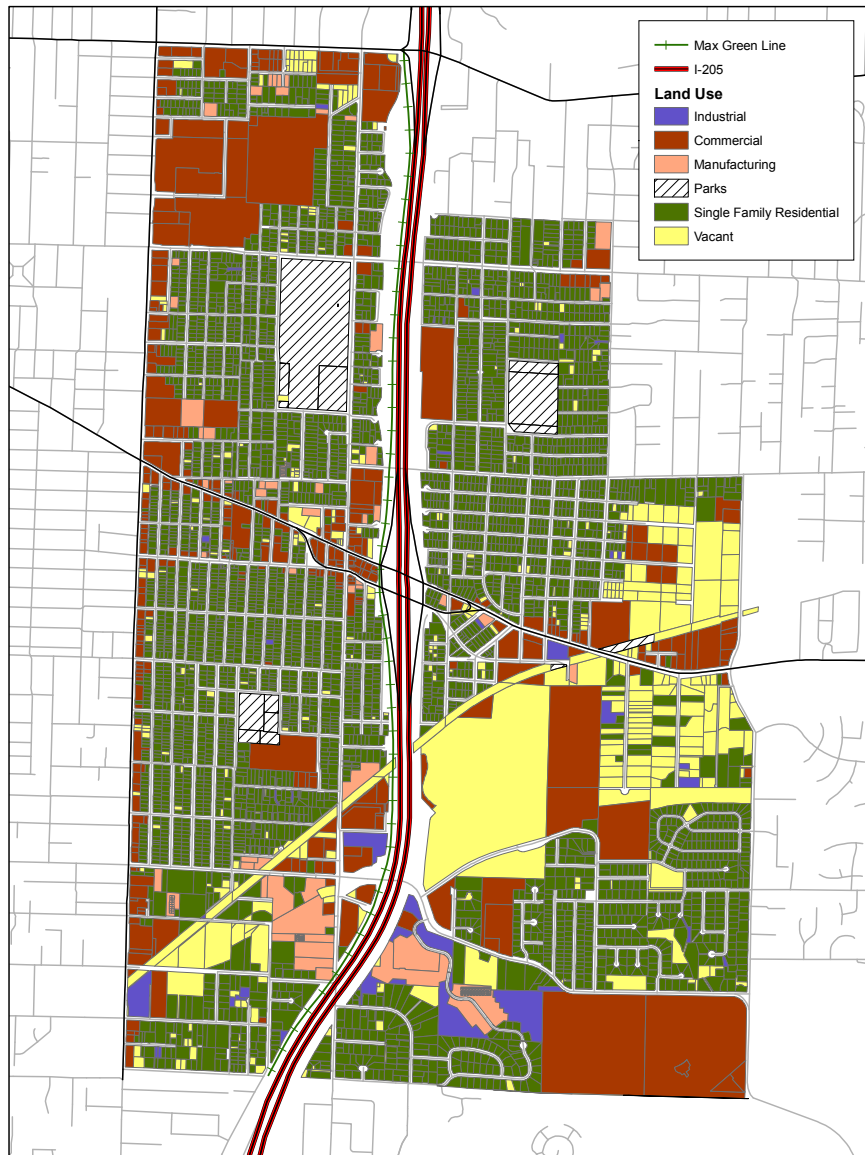 Max Green Line
I-205
Land Use
Industrial
Commercial
Manufacturing
Parks
Single Family Residential
Vacant